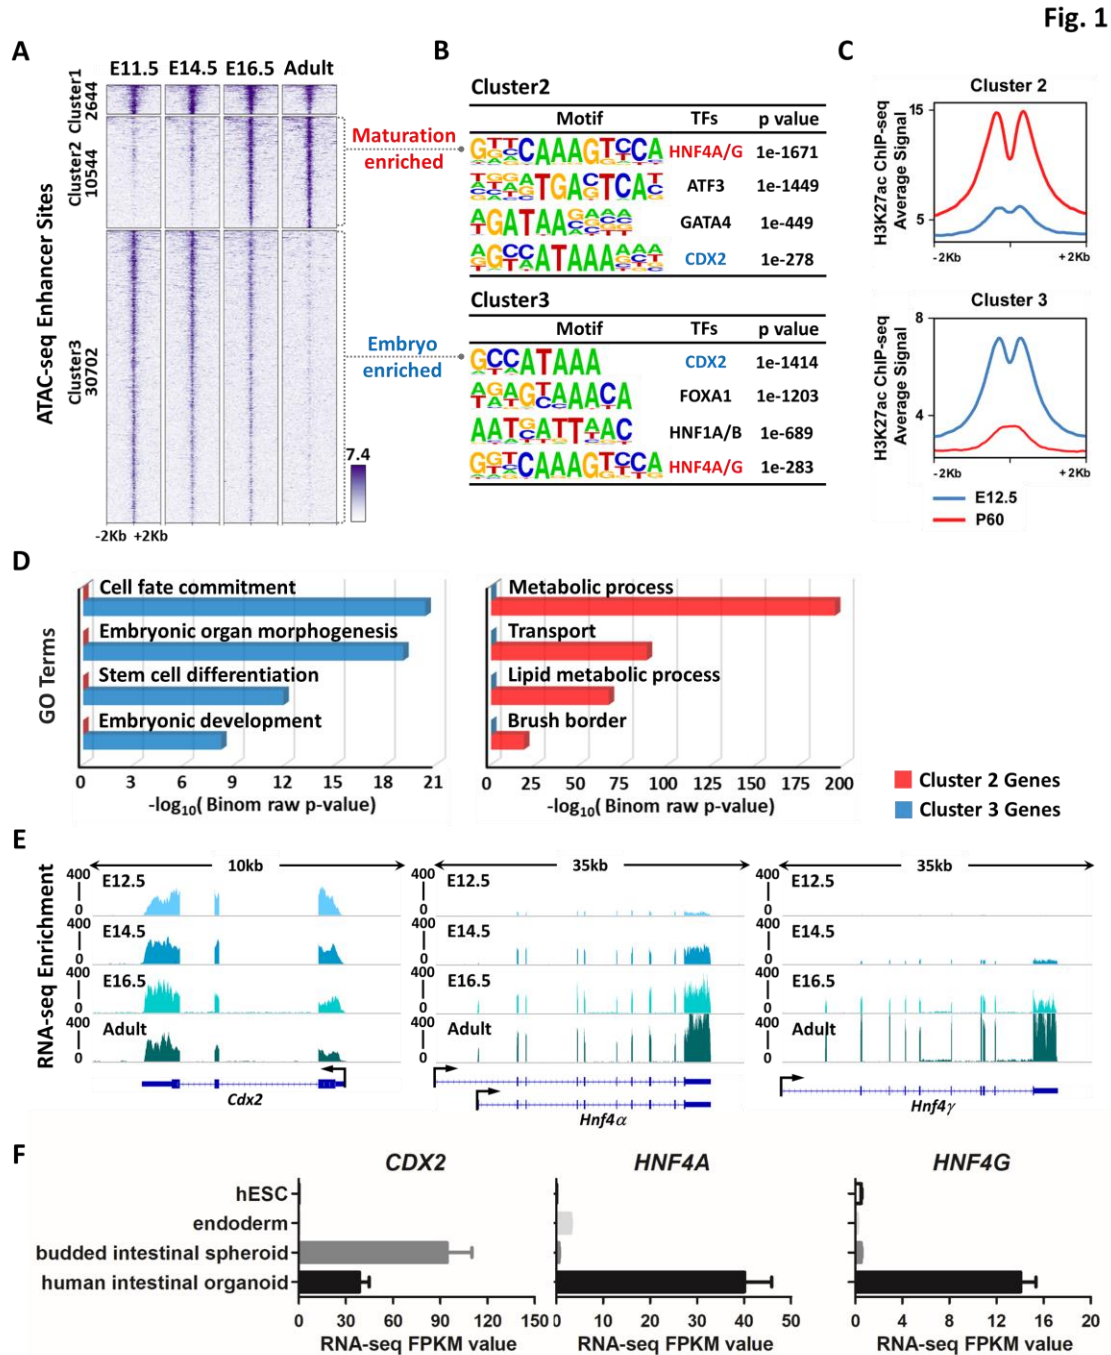 Fig. 1
A
E11.5 E14.5 E16.5 Adult
Cluster1
2644
Cluster2
10544
Cluster3
30702
ATAC-seq Enhancer Sites
Maturation
enriched
Embryo
enriched
7.4
-2Kb +2Kb
B
Cluster2
Motif TFs p value
HNF4A/G 1e-1671
ATF3 1e-1449
GATA4 1e-449
CDX2 1e-278
Cluster3
Motif TFs p value
CDX2 1e-1414
FOXA1 1e-1203
HNF1A/B 1e-689
HNF4A/G 1e-283
C
Cluster 2
H3K27ac ChIP-seq
Average Signal
15
5
-2Kb +2Kb
Cluster 3
H3K27ac ChIP-seq
Average Signal
8
4
-2Kb +2Kb
E12.5
P60
D
GO Terms
Cell fate commitment
Embryonic organ morphogenesis
Stem cell differentiation
Embryonic development
0 3 6 9 12 15 18 21
-log10( Binom raw p-value)
Metabolic process
Transport
Lipid metabolic process
Brush border
0 25 50 75 100 125 150 175 200
-log10( Binom raw p-value)
Cluster 2 Genes
Cluster 3 Genes
E
RNA-seq Enrichment
10kb
400
0
E12.5
400
0
E14.5
400
0
E16.5
400
0
Adult
Cdx2
35kb
400
0
E12.5
400
0
E14.5
400
0
E16.5
400
0
Adult
Hnf4α
35kb
400
0
E12.5
400
0
E14.5
400
0
E16.5
400
0
Adult
Hnf4γ
F
CDX2 HNF4A HNF4G
hESC
endoderm
budded intestinal spheroid
human intestinal organoid
0 30 60 90 120 150
RNA-seq FPKM value
0 10 20 30 40 50
RNA-seq FPKM value
0 4 8 12 16 20
RNA-seq FPKM value